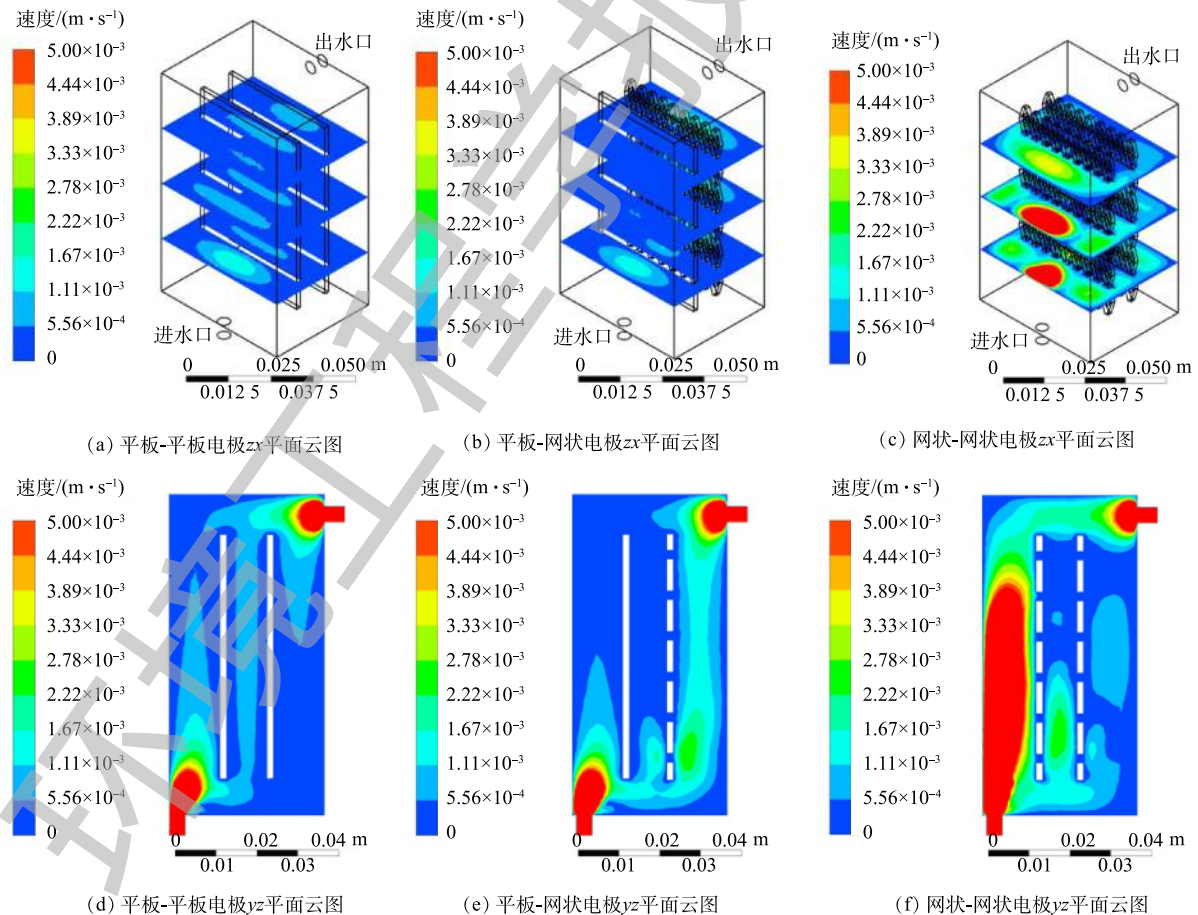 速度/(m·s⁻¹)
5.00×10⁻³
4.44×10⁻³
3.89×10⁻³
3.33×10⁻³
2.78×10⁻³
2.22×10⁻³
1.67×10⁻³
1.11×10⁻³
5.56×10⁻⁴
0
出水口
进水口
0 0.025 0.050 m
0.012 5 0.037 5
(a) 平板-平板电极zx平面云图
速度/(m·s⁻¹)
5.00×10⁻³
4.44×10⁻³
3.89×10⁻³
3.33×10⁻³
2.78×10⁻³
2.22×10⁻³
1.67×10⁻³
1.11×10⁻³
5.56×10⁻⁴
0
出水口
进水口
0 0.025 0.050 m
0.012 5 0.037 5
(b) 平板-网状电极zx平面云图
速度/(m·s⁻¹)
5.00×10⁻³
4.44×10⁻³
3.89×10⁻³
3.33×10⁻³
2.78×10⁻³
2.22×10⁻³
1.67×10⁻³
1.11×10⁻³
5.56×10⁻⁴
0
出水口
进水口
0 0.025 0.050 m
0.012 5 0.037 5
(c) 网状-网状电极zx平面云图
速度/(m·s⁻¹)
5.00×10⁻³
4.44×10⁻³
3.89×10⁻³
3.33×10⁻³
2.78×10⁻³
2.22×10⁻³
1.67×10⁻³
1.11×10⁻³
5.56×10⁻⁴
0
0 0.02 0.04 m
0.01 0.03
(d) 平板-平板电极yz平面云图
速度/(m·s⁻¹)
5.00×10⁻³
4.44×10⁻³
3.89×10⁻³
3.33×10⁻³
2.78×10⁻³
2.22×10⁻³
1.67×10⁻³
1.11×10⁻³
5.56×10⁻⁴
0
0 0.02 0.04 m
0.01 0.03
(e) 平板-网状电极yz平面云图
速度/(m·s⁻¹)
5.00×10⁻³
4.44×10⁻³
3.89×10⁻³
3.33×10⁻³
2.78×10⁻³
2.22×10⁻³
1.67×10⁻³
1.11×10⁻³
5.56×10⁻⁴
0
0 0.02 0.04 m
0.01 0.03
(f) 网状-网状电极yz平面云图
环境工程学报